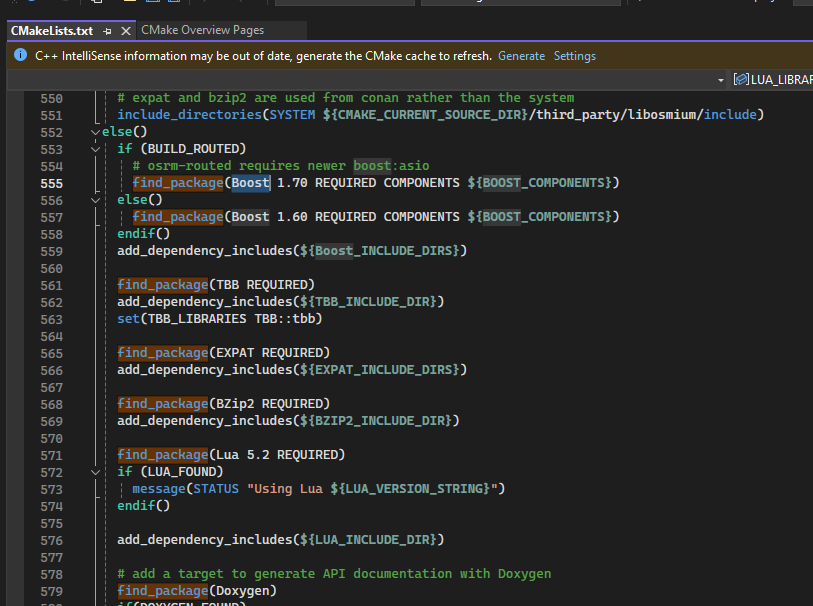 CMakeLists.txt CMake Overview Pages
C++ IntelliSense information may be out of date, generate the CMake cache to refresh. Generate Settings
LUA_LIBRAR
550 # expat and bzip2 are used from conan rather than the system
551 include_directories(SYSTEM ${CMAKE_CURRENT_SOURCE_DIR}/third_party/libosmium/include)
552 else()
553 if (BUILD_ROUTED)
554 # osrm-routed requires newer boost:asio
555 find_package(Boost 1.70 REQUIRED COMPONENTS ${BOOST_COMPONENTS})
556 else()
557 find_package(Boost 1.60 REQUIRED COMPONENTS ${BOOST_COMPONENTS})
558 endif()
559 add_dependency_includes(${Boost_INCLUDE_DIRS})
560
561 find_package(TBB REQUIRED)
562 add_dependency_includes(${TBB_INCLUDE_DIR})
563 set(TBB_LIBRARIES TBB::tbb)
564
565 find_package(EXPAT REQUIRED)
566 add_dependency_includes(${EXPAT_INCLUDE_DIRS})
567
568 find_package(BZip2 REQUIRED)
569 add_dependency_includes(${BZIP2_INCLUDE_DIR})
570
571 find_package(Lua 5.2 REQUIRED)
572 if (LUA_FOUND)
573 message(STATUS "Using Lua ${LUA_VERSION_STRING}")
574 endif()
575
576 add_dependency_includes(${LUA_INCLUDE_DIR})
577
578 # add a target to generate API documentation with Doxygen
579 find_package(Doxygen)
if(DOXYGEN_FOUND)